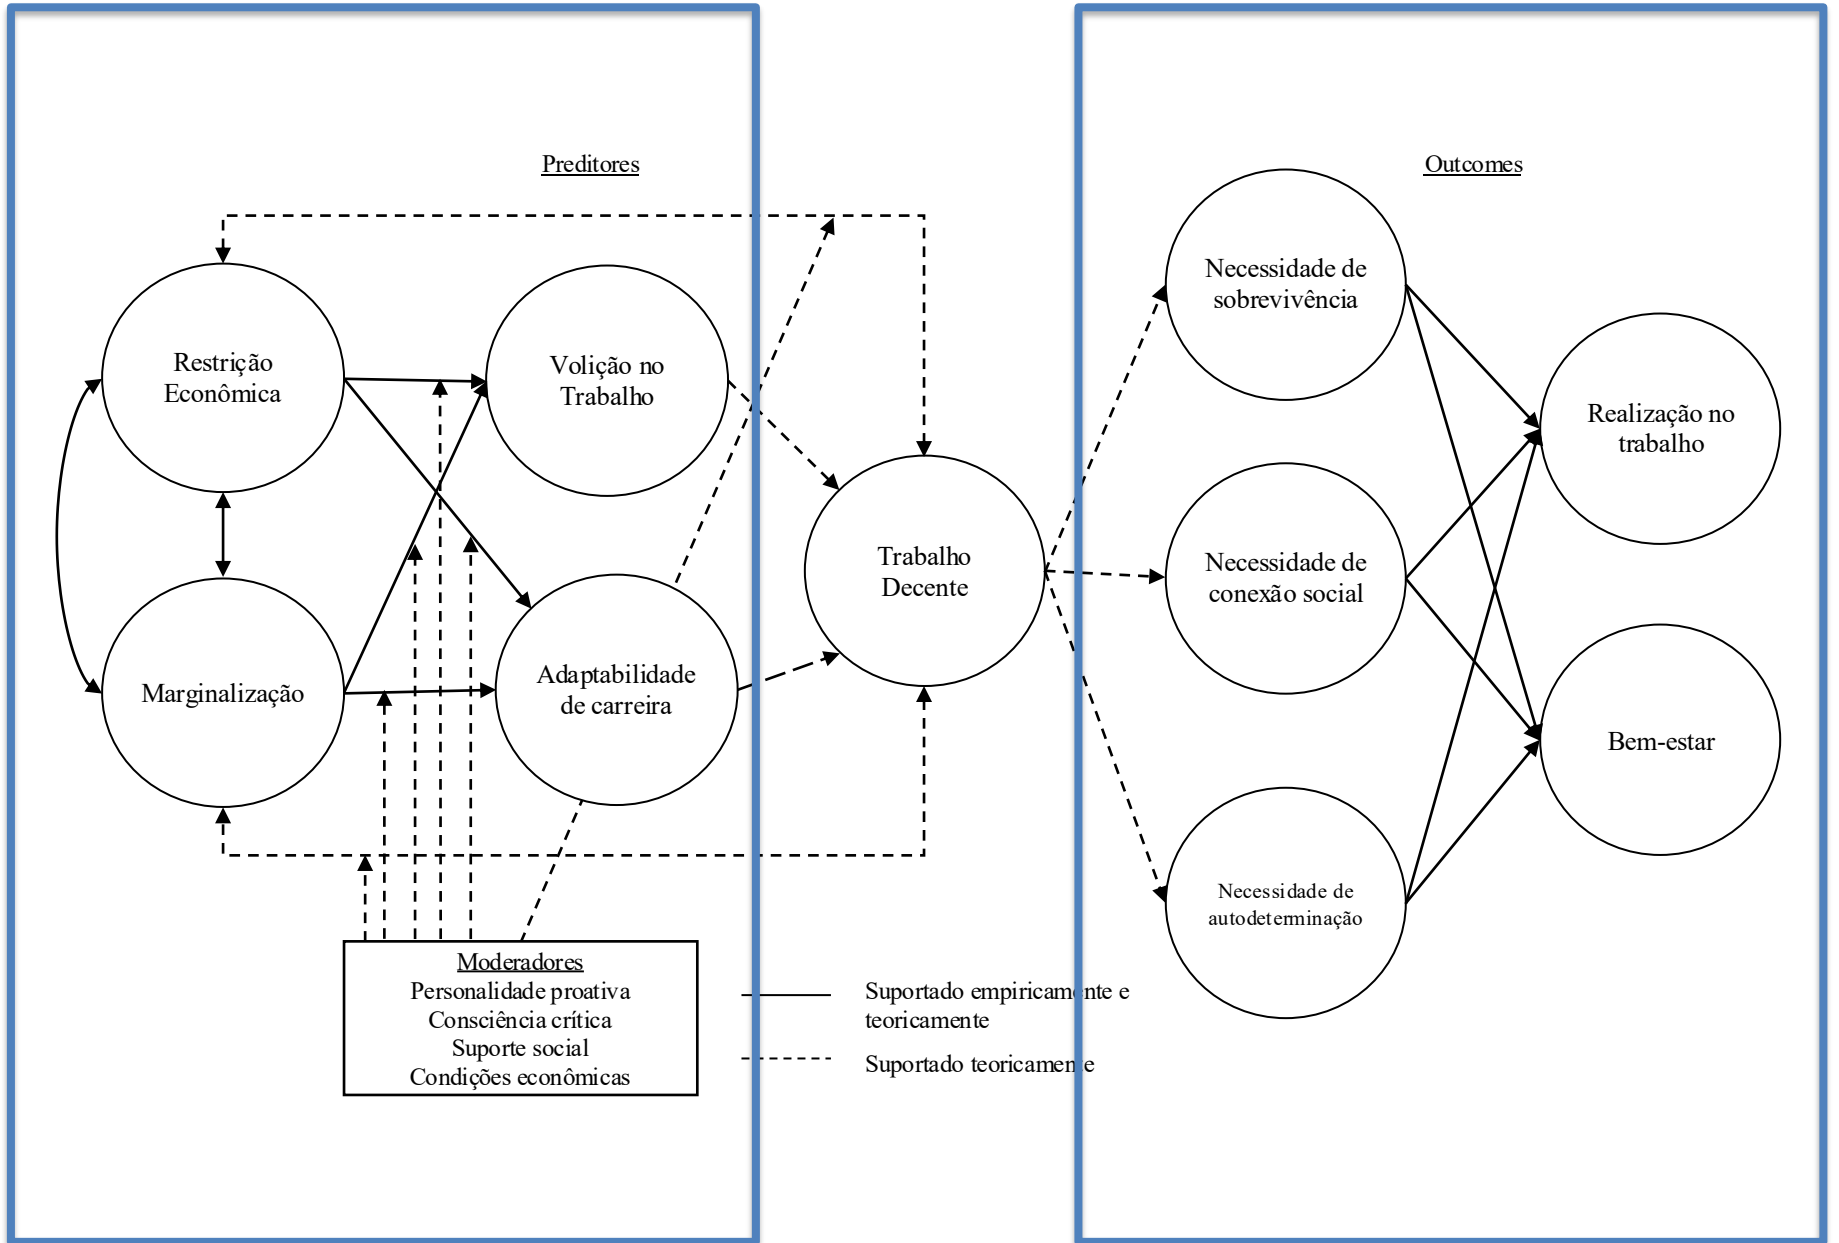 Preditores
Restrição
Econômica
Volição no
Trabalho
Marginalização
Adaptabilidade
de carreira
Moderadores
Personalidade proativa
Consciência crítica
Suporte social
Condições econômicas
Trabalho
Decente
Suportado empiricamente e
teoricamente
Suportado teoricamente
Outcomes
Necessidade de
sobrevivência
Necessidade de
conexão social
Necessidade de
autodeterminação
Realização no
trabalho
Bem-estar